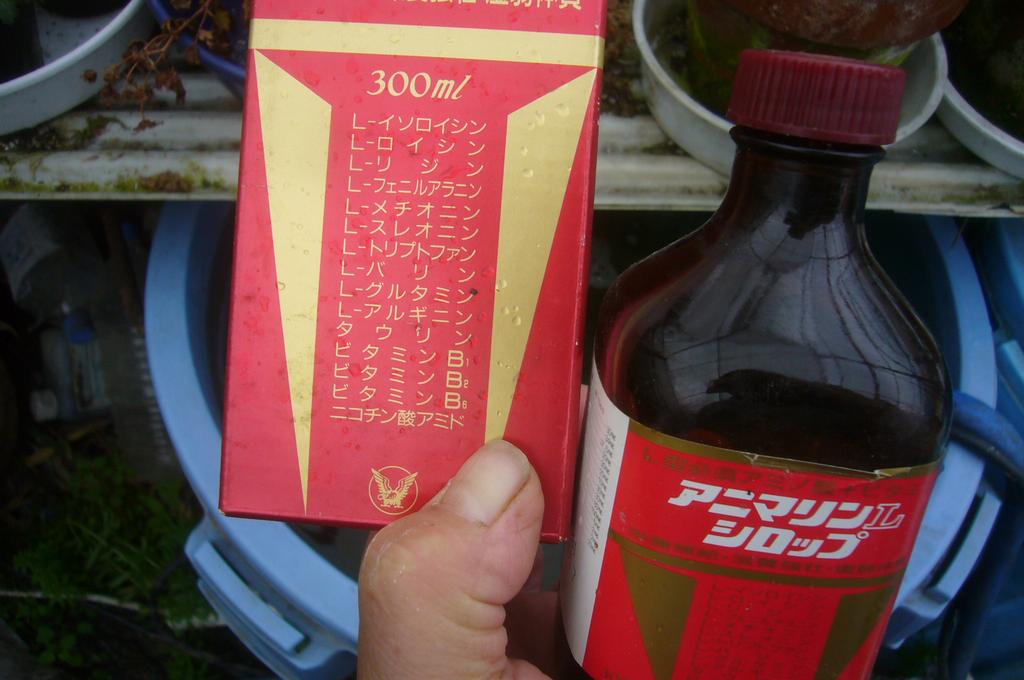 300ml
L-イソロイシン
L-ロイシン
L-リジン
L-フェニルアラニン
L-メチオニン
L-スレオニン
L-トリプトファン
L-バリン
L-グルタミン
L-アルギニン
タウリン
ビタミンB₁
ビタミンB₂
ビタミンB₆
ニコチン酸アミド
アニマリンL
シロップ